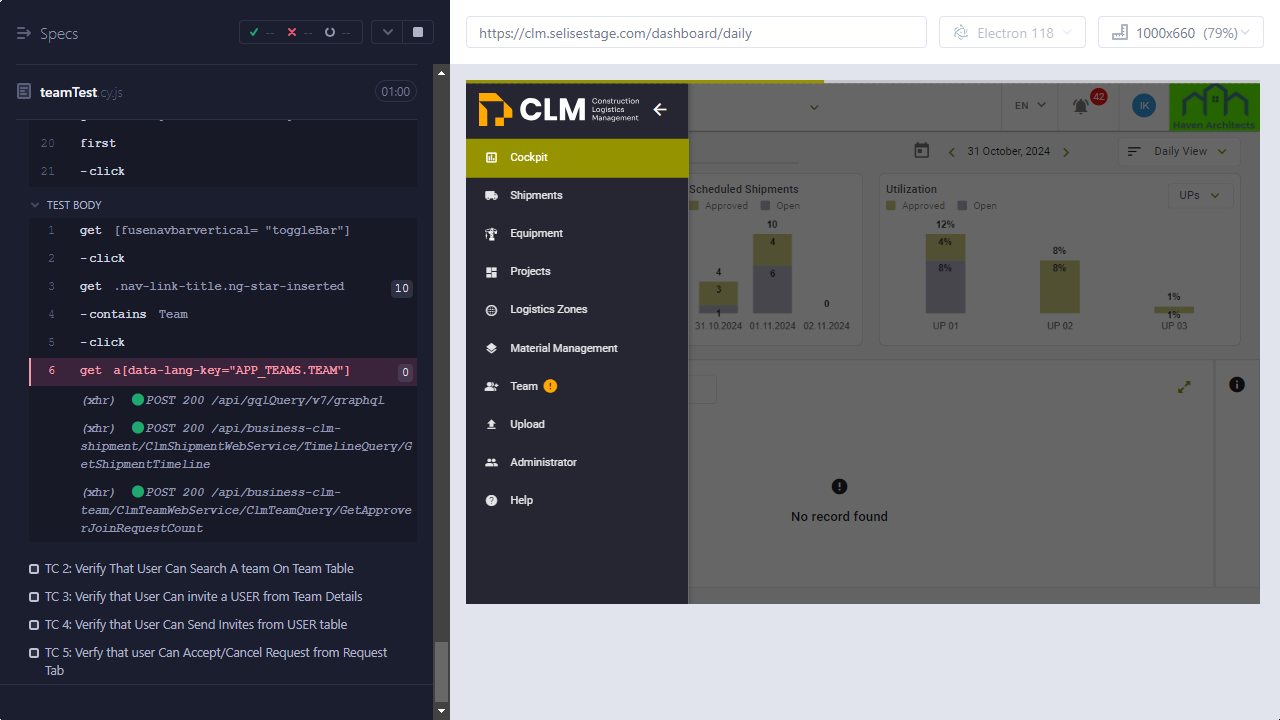 Specs
--
--
--
teamTest.cy.js
01:00
20 first
21 -click
TEST BODY
1 get [fusenavbarvertical= "toggleBar"]
2 -click
3 get .nav-link-title.ng-star-inserted 10
4 -contains Team
5 -click
6 get a[data-lang-key="APP_TEAMS.TEAM"] 0
(xhr) POST 200 /api/gqlQuery/v7/graphql
(xhr) POST 200 /api/business-clm-
shipment/ClmShipmentWebService/TimelineQuery/G
etShipmentTimeline
(xhr) POST 200 /api/business-clm-
team/ClmTeamWebService/ClmTeamQuery/GetApprove
rJoinRequestCount
TC 2: Verify That User Can Search A team On Team Table
TC 3: Verify that User Can invite a USER from Team Details
TC 4: Verify that User Can Send Invites from USER table
TC 5: Verfy that user Can Accept/Cancel Request from Request
Tab
https://clm.selisestage.com/dashboard/daily
Electron 118
1000x660 (79%)
CLM
Construction
Logistics
Management
EN
42
IK
Haven Architects
Cockpit
Shipments
Equipment
Projects
Logistics Zones
Material Management
Team
Upload
Administrator
Help
31 October, 2024
Daily View
Scheduled Shipments
Approved Open
10
4
4
6
3
1
0
31.10.2024 01.11.2024 02.11.2024
Utilization
UPs
Approved Open
12%
4%
8%
8%
8%
1%
1%
UP 01 UP 02 UP 03
No record found